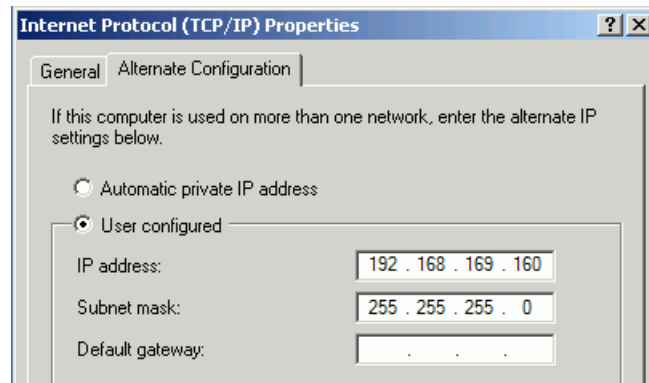 Internet Protocol (TCP/IP) Properties
General Alternate Configuration
If this computer is used on more than one network, enter the alternate IP
settings below.
Automatic private IP address
User configured
IP address: 192 . 168 . 169 . 160
Subnet mask: 255 . 255 . 255 . 0
Default gateway: . . .